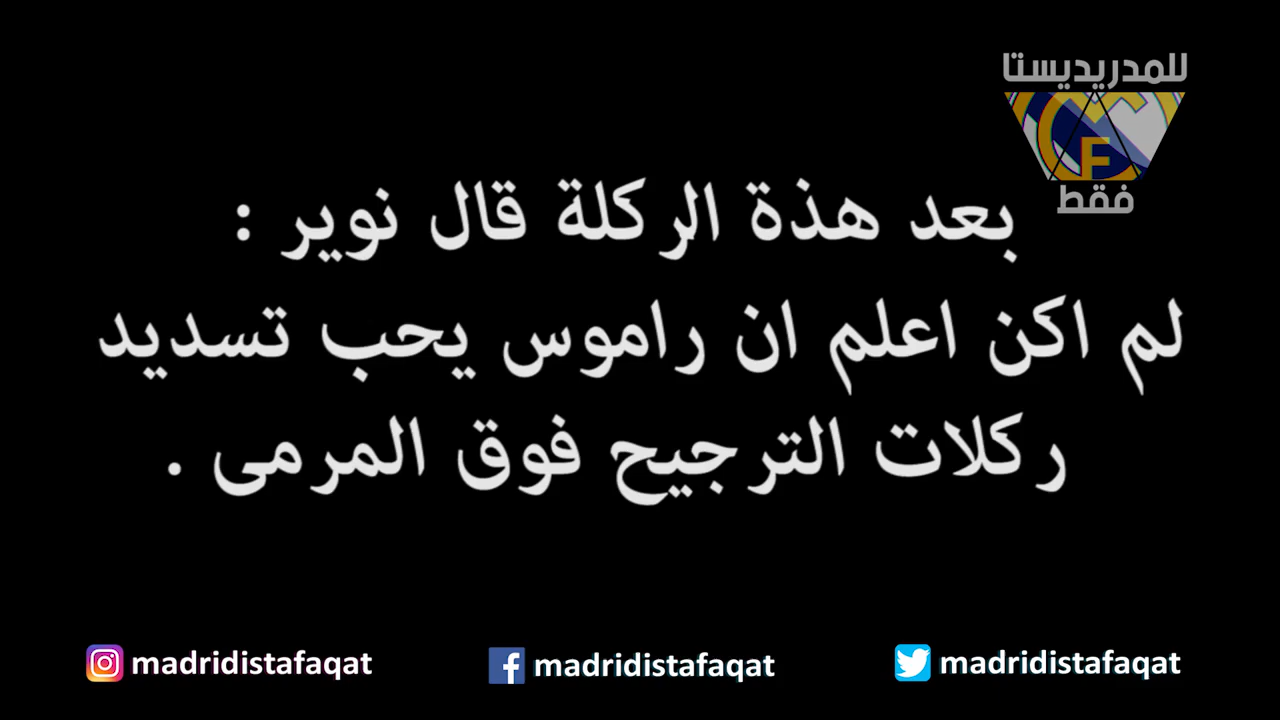 للمدريديستا
F
فقط
بعد هذة الركلة قال نوير :
لم اكن اعلم ان راموس يحب تسديد
ركلات الترجيح فوق المرمى .
madridistafaqat
madridistafaqat
madridistafaqat